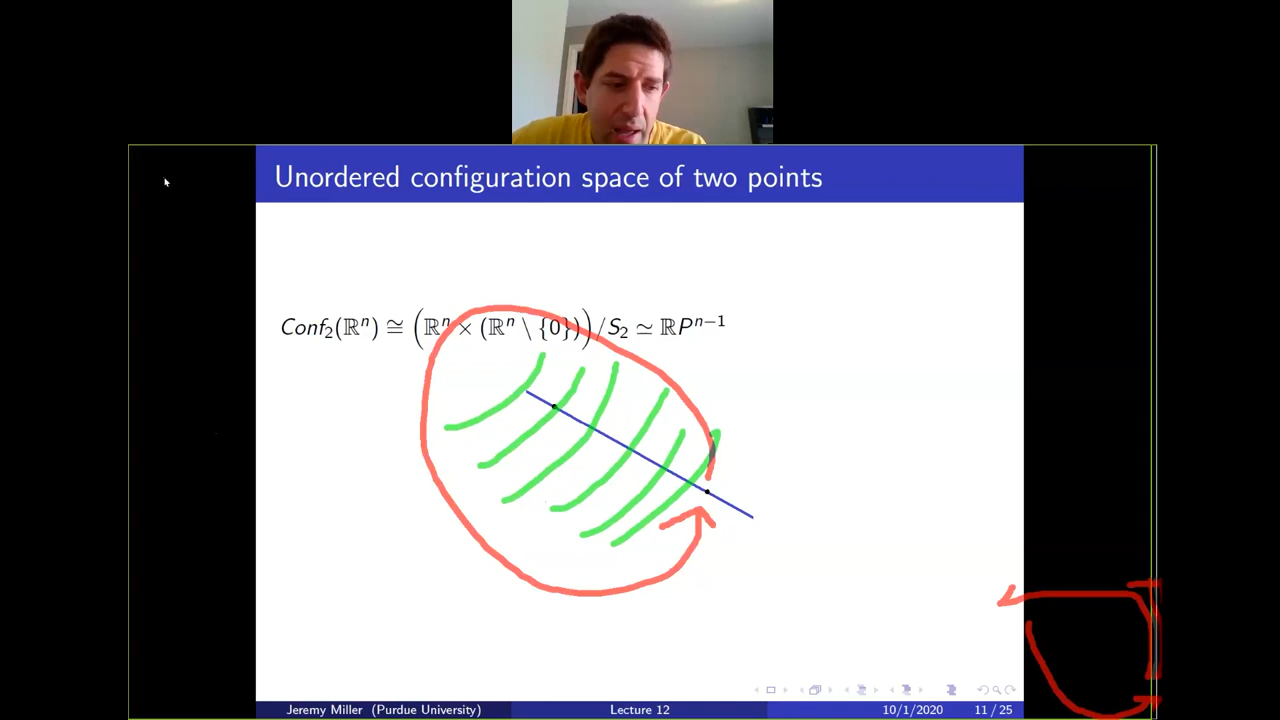 Unordered configuration space of two points
Conf₂(ℝⁿ) ≅ (ℝⁿ × (ℝⁿ \ {0}))/S₂ ≃ ℝPⁿ⁻¹
Jeremy Miller (Purdue University) Lecture 12 10/1/2020 11 / 25